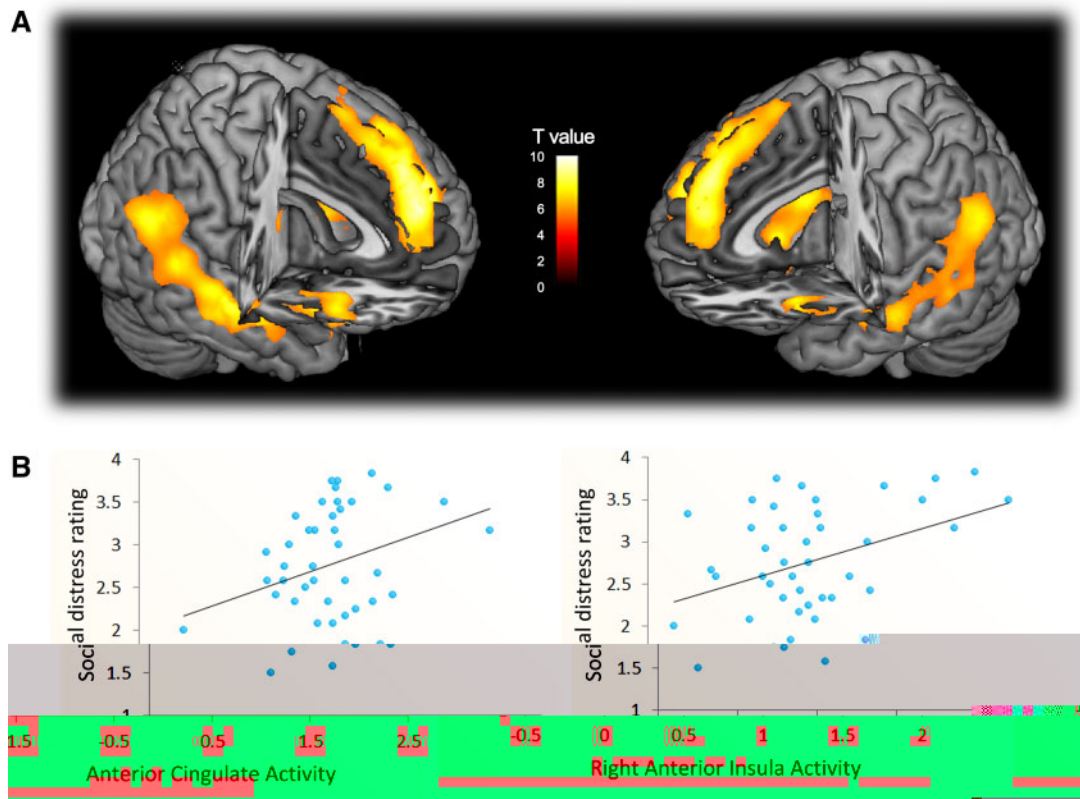 A
T value
10
8
6
4
2
0
B
Social distress rating
4
3.5
3
2.5
2
1.5
1
1.5 -0.5 0.5 1.5 2.5
Anterior Cingulate Activity
Social distress rating
4
3.5
3
2.5
2
1.5
1
-0.5 0 0.5 1 1.5 2
Right Anterior Insula Activity